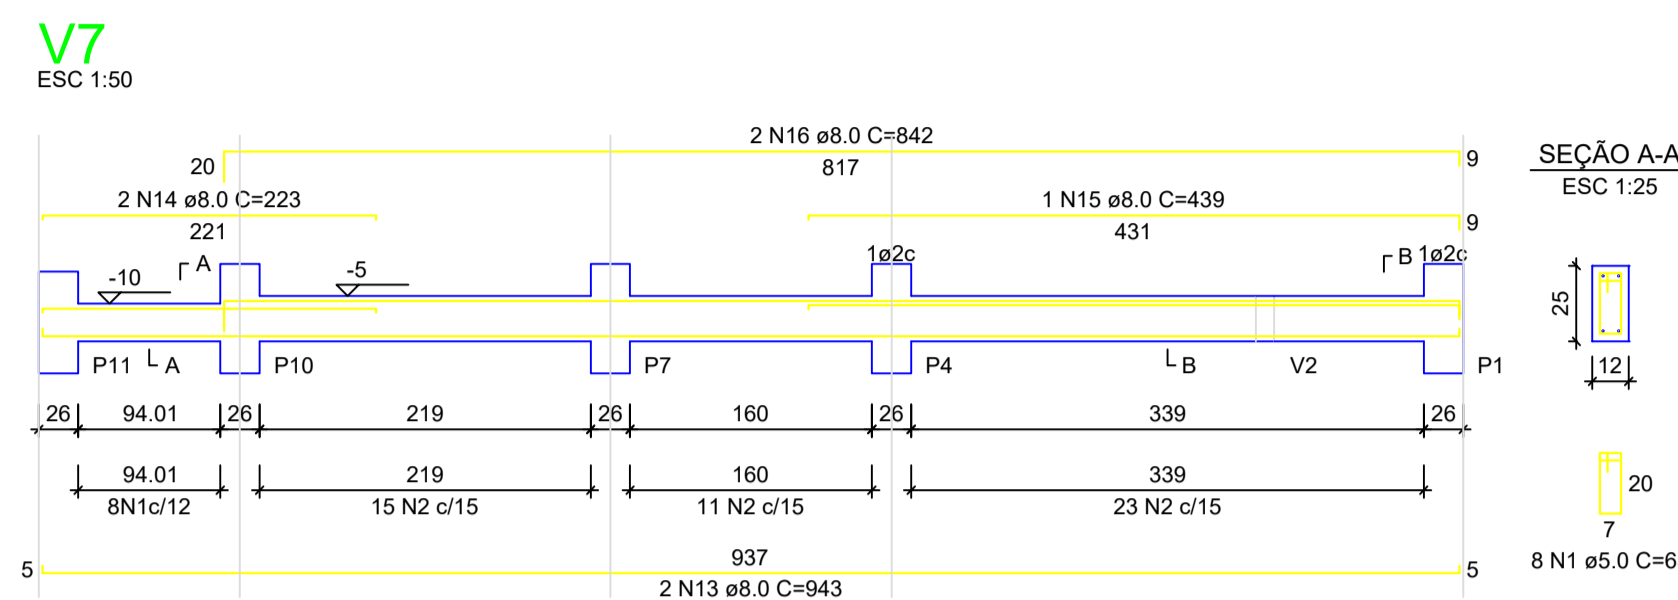 V7
ESC 1:50
2 N16 ø8.0 C=842
20
817
9
SEÇÃO A-A
ESC 1:25
2 N14 ø8.0 C=223
1 N15 ø8.0 C=439
221
431
9
A
1ø2c
B
1ø2c
-10
-5
25
P11
A
P10
P7
P4
B
V2
P1
12
26
94.01
26
219
26
160
26
339
26
94.01
219
160
339
20
8N1c/12
15 N2 c/15
11 N2 c/15
23 N2 c/15
7
937
8 N1 ø5.0 C=6
5
5
2 N13 ø8.0 C=943